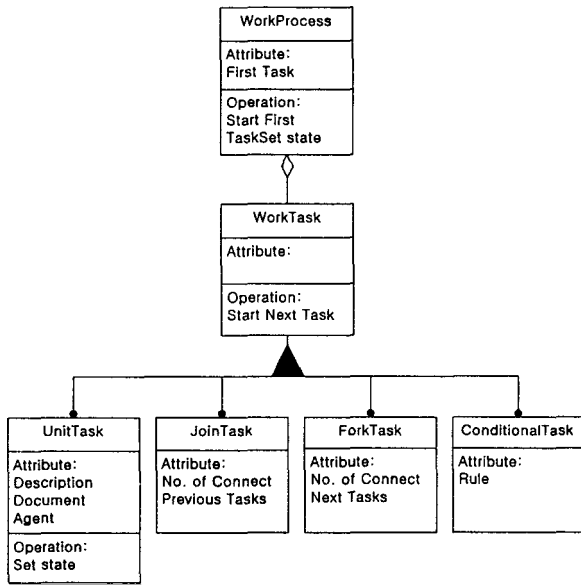 WorkProcess
Attribute:
First Task
Operation:
Start First
TaskSet state
WorkTask
Attribute:
Operation:
Start Next Task
UnitTask
Attribute:
Description
Document
Agent
Operation:
Set state
JoinTask
Attribute:
No. of Connect
Previous Tasks
ForkTask
Attribute:
No. of Connect
Next Tasks
ConditionalTask
Attribute:
Rule